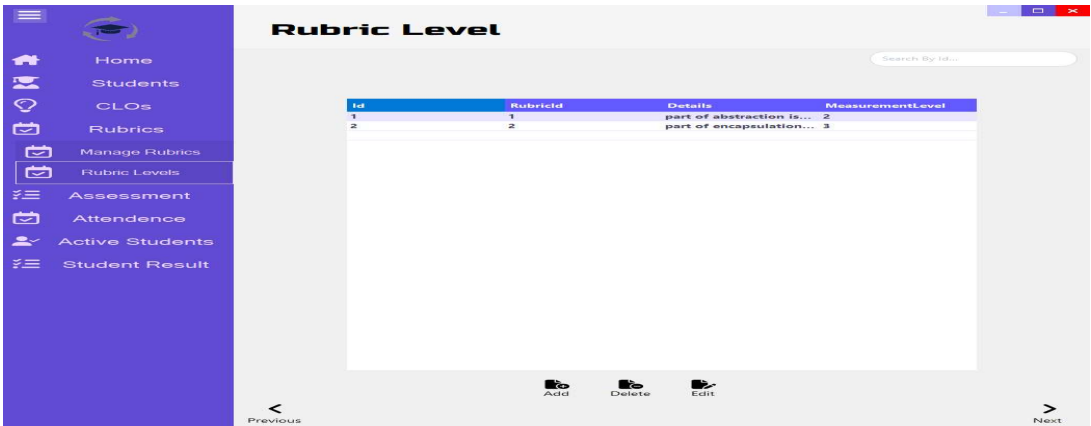 Rubric Level
Search By Id...
Home
Students
CLOs
Rubrics
Manage Rubrics
Rubric Levels
Assessment
Attendence
Active Students
Student Result
Id RubricId Details MeasurementLevel
1 1 part of abstraction is... 2
2 2 part of encapsulation... 3
Add Delete Edit
Previous Next